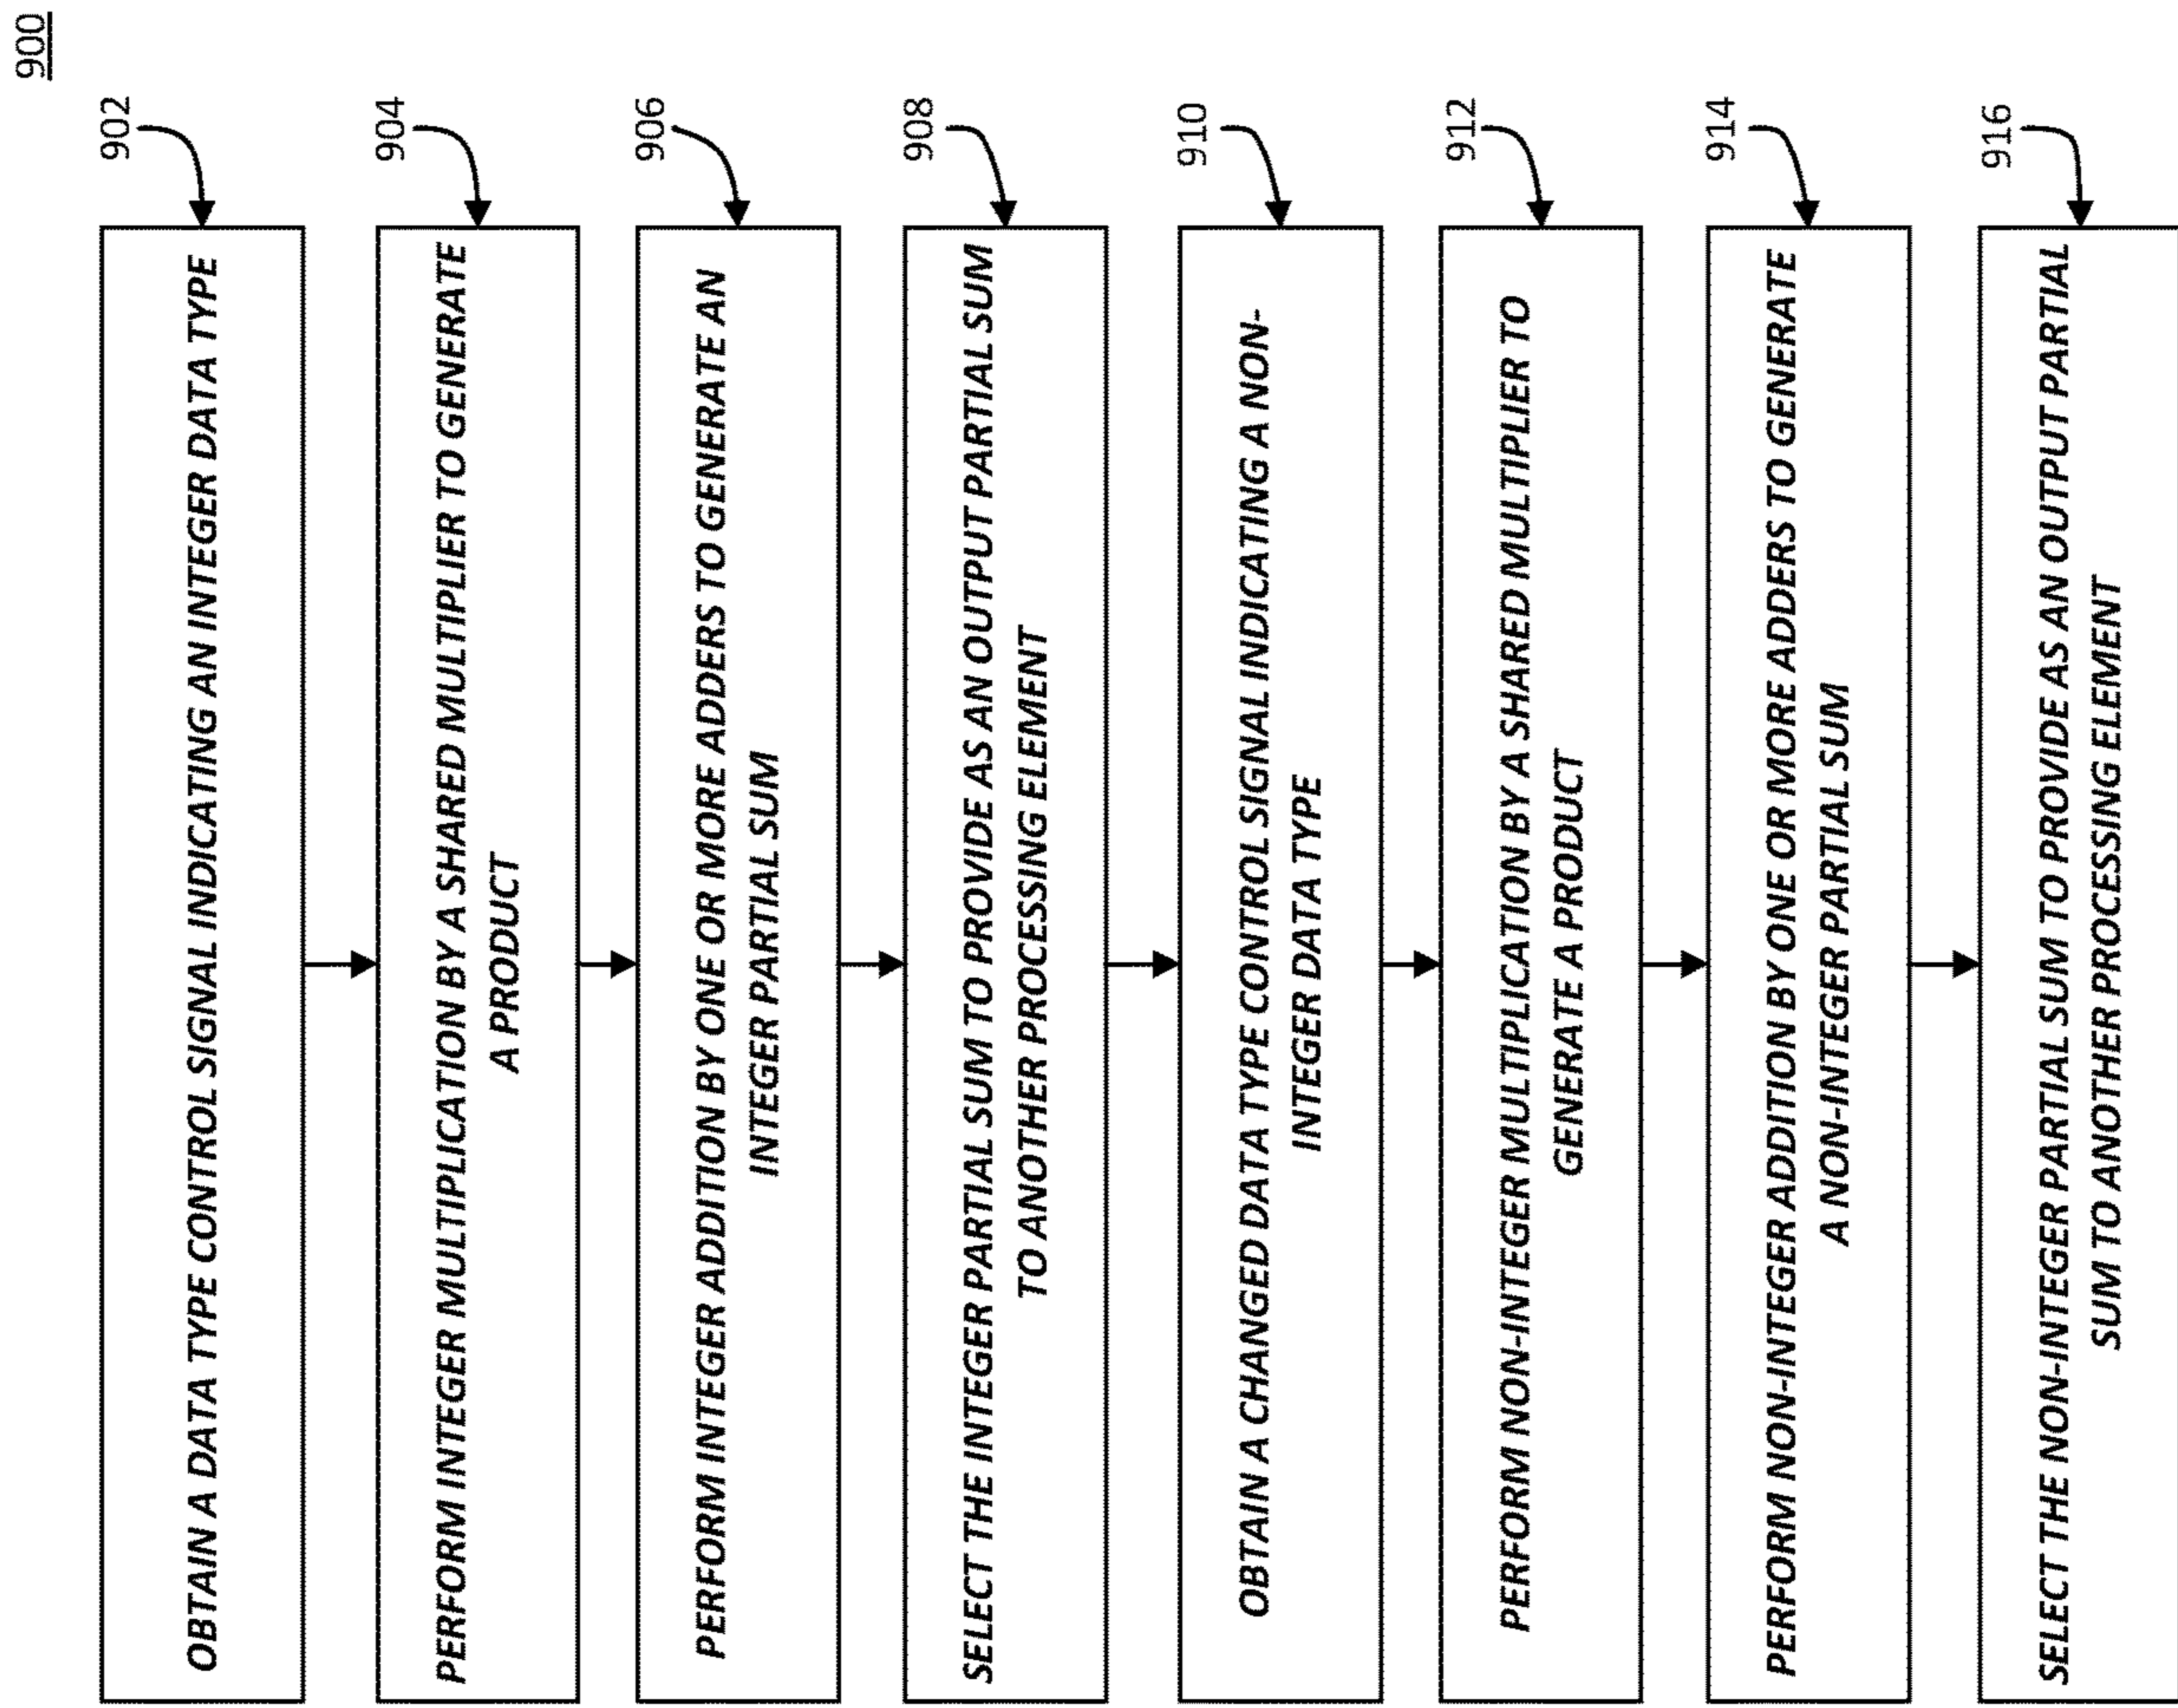 900
902
OBTAIN A DATA TYPE CONTROL SIGNAL INDICATING AN INTEGER DATA TYPE
904
PERFORM INTEGER MULTIPLICATION BY A SHARED MULTIPLIER TO GENERATE
A PRODUCT
906
PERFORM INTEGER ADDITION BY ONE OR MORE ADDERS TO GENERATE AN
INTEGER PARTIAL SUM
908
SELECT THE INTEGER PARTIAL SUM TO PROVIDE AS AN OUTPUT PARTIAL SUM
TO ANOTHER PROCESSING ELEMENT
910
OBTAIN A CHANGED DATA TYPE CONTROL SIGNAL INDICATING A NON-
INTEGER DATA TYPE
912
PERFORM NON-INTEGER MULTIPLICATION BY A SHARED MULTIPLIER TO
GENERATE A PRODUCT
914
PERFORM NON-INTEGER ADDITION BY ONE OR MORE ADDERS TO GENERATE
A NON-INTEGER PARTIAL SUM
916
SELECT THE NON-INTEGER PARTIAL SUM TO PROVIDE AS AN OUTPUT PARTIAL
SUM TO ANOTHER PROCESSING ELEMENT